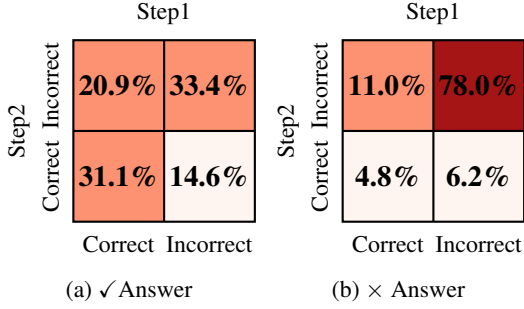 Step1 Step1
Step2 Incorrect 20.9% 33.4% Step2 Incorrect 11.0% 78.0%
Correct 31.1% 14.6% Correct 4.8% 6.2%
Correct Incorrect Correct Incorrect
(a) ✓Answer (b) × Answer